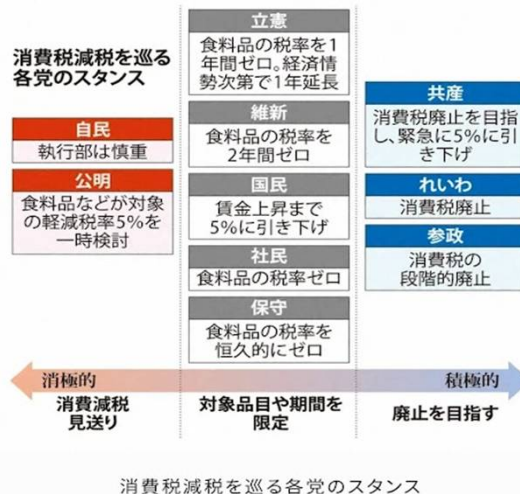 消費税減税を巡る
各党のスタンス
自民
執行部は慎重
公明
食料品などが対象
の軽減税率5%を
一時検討
立憲
食料品の税率を1
年間ゼロ。経済情
勢次第で1年延長
維新
食料品の税率を
2年間ゼロ
国民
賃金上昇まで
5%に引き下げ
社民
食料品の税率ゼロ
保守
食料品の税率を
恒久的にゼロ
共産
消費税廃止を目指
し、緊急に5%に引
き下げ
れいわ
消費税廃止
参政
消費税の
段階的廃止
消極的
積極的
消費減税
見送り
対象品目や期間を
限定
廃止を目指す
消費税減税を巡る各党のスタンス